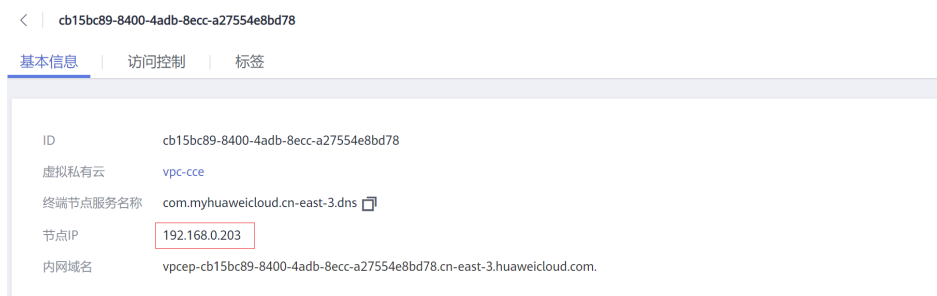 cb15bc89-8400-4adb-8ecc-a27554e8bd78
基本信息 访问控制 标签
ID cb15bc89-8400-4adb-8ecc-a27554e8bd78
虚拟私有云 vpc-cce
终端节点服务名称 com.myhuaweicloud.cn-east-3.dns
节点IP 192.168.0.203
内网域名 vpcep-cb15bc89-8400-4adb-8ecc-a27554e8bd78.cn-east-3.huaweicloud.com.